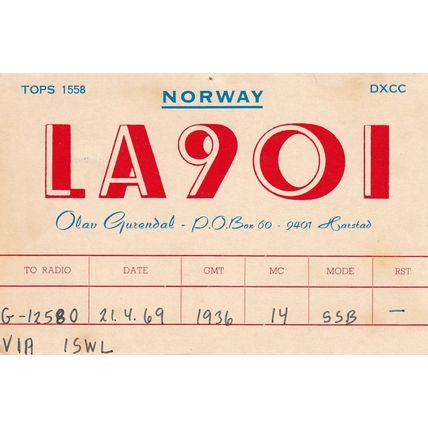 TOPS 1558 DXCC
NORWAY
LA9OI
Olav Gurendal - P.O.Box 60 - 9401 Harstad
TO RADIO DATE GMT MC MODE RST
G-12580 21.4.69 1936 14 SSB —
VIA ISWL